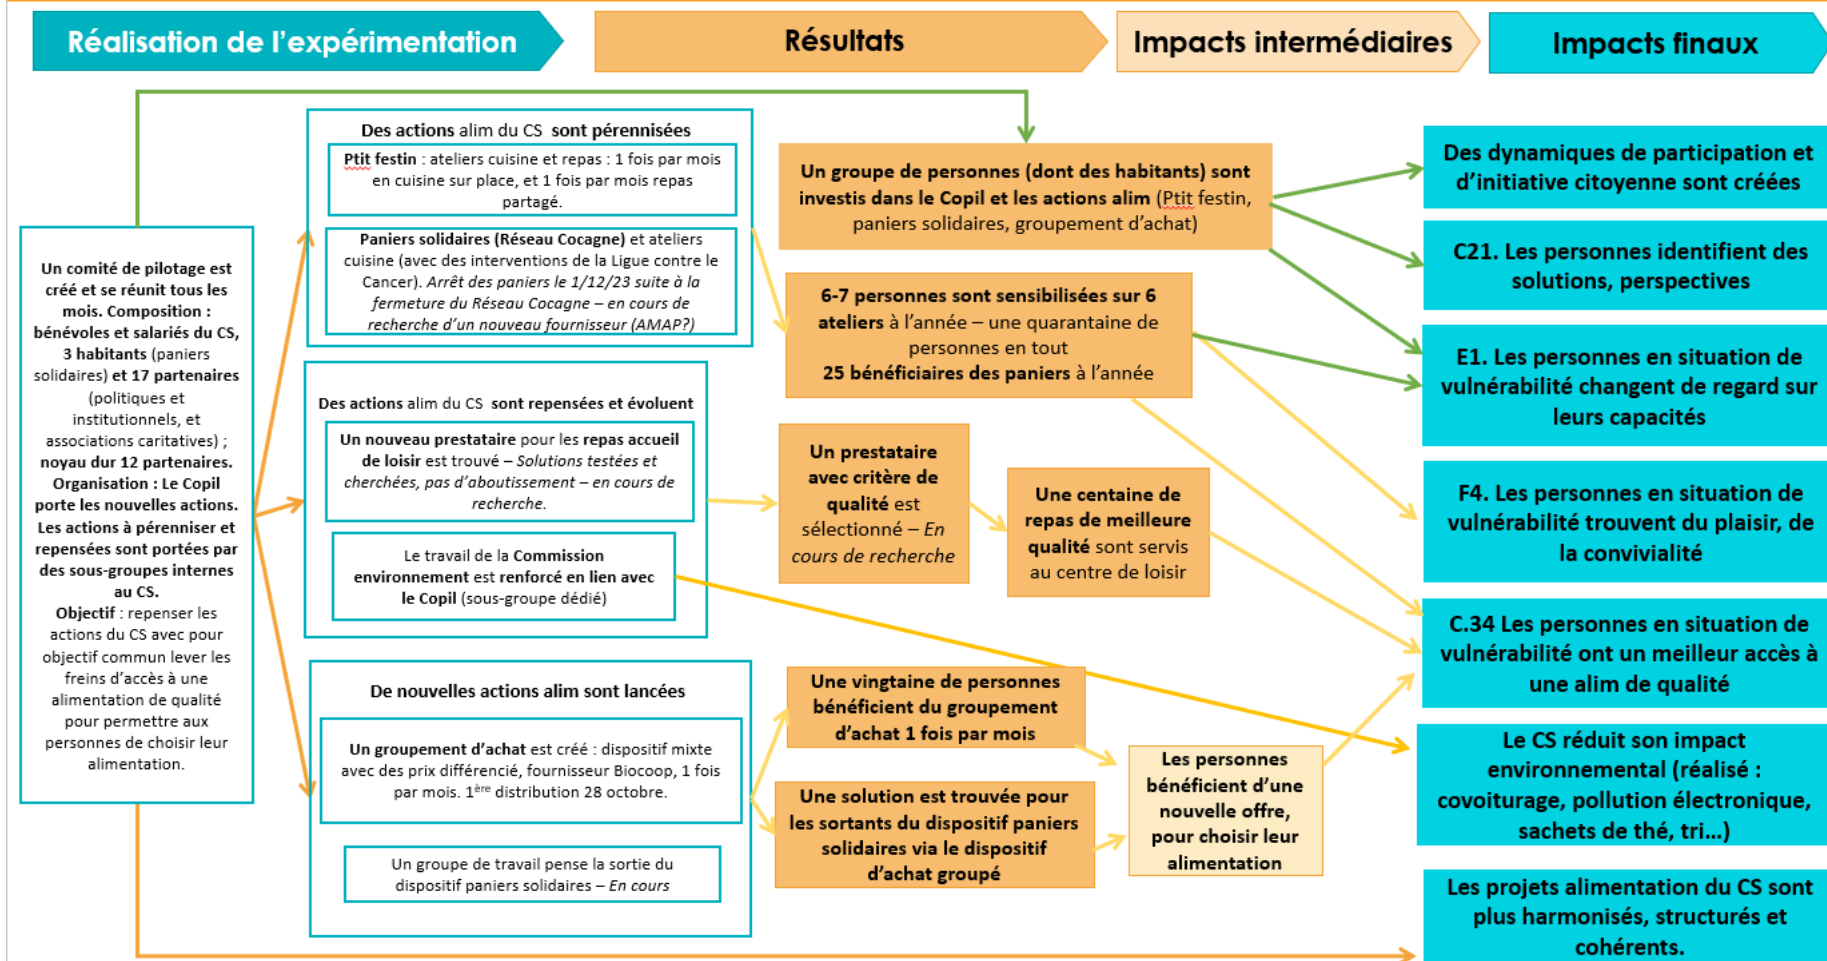 Réalisation de l'expérimentation
Résultats
Impacts intermédiaires
Impacts finaux
Un comité de pilotage est
créé et se réunit tous les
mois. Composition :
bénévoles et salariés du CS,
3 habitants (paniers
solidaires) et 17 partenaires
(politiques et
institutionnels, et
associations caritatives) ;
noyau dur 12 partenaires.
Organisation : Le Copil
porte les nouvelles actions.
Les actions à pérenniser et
repensées sont portées par
des sous-groupes internes
au CS.
Objectif : repenser les
actions du CS avec pour
objectif commun lever les
freins d'accès à une
alimentation de qualité
pour permettre aux
personnes de choisir leur
alimentation.
Des actions alim du CS sont pérennisées
Ptit festin : ateliers cuisine et repas : 1 fois par mois
en cuisine sur place, et 1 fois par mois repas
partagé.
Paniers solidaires (Réseau Cocagne) et ateliers
cuisine (avec des interventions de la Ligue contre le
Cancer). Arrêt des paniers le 1/12/23 suite à la
fermeture du Réseau Cocagne – en cours de
recherche d'un nouveau fournisseur (AMAP?)
Des actions alim du CS sont repensées et évoluent
Un nouveau prestataire pour les repas accueil
de loisir est trouvé – Solutions testées et
cherchées, pas d'aboutissement – en cours de
recherche.
Le travail de la Commission
environnement est renforcé en lien avec
le Copil (sous-groupe dédié)
De nouvelles actions alim sont lancées
Un groupement d'achat est créé : dispositif mixte
avec des prix différencié, fournisseur Biocoop, 1 fois
par mois. 1ère distribution 28 octobre.
Un groupe de travail pense la sortie du
dispositif paniers solidaires – En cours
Un groupe de personnes (dont des habitants) sont
investis dans le Copil et les actions alim (Ptit festin,
paniers solidaires, groupement d'achat)
6-7 personnes sont sensibilisées sur 6
ateliers à l'année – une quarantaine de
personnes en tout
25 bénéficiaires des paniers à l'année
Un prestataire
avec critère de
qualité est
sélectionné – En
cours de recherche
Une centaine de
repas de meilleure
qualité sont servis
au centre de loisir
Une vingtaine de personnes
bénéficient du groupement
d'achat 1 fois par mois
Une solution est trouvée pour
les sortants du dispositif paniers
solidaires via le dispositif
d'achat groupé
Les personnes
bénéficient d'une
nouvelle offre,
pour choisir leur
alimentation
Des dynamiques de participation et
d'initiative citoyenne sont créées
C21. Les personnes identifient des
solutions, perspectives
E1. Les personnes en situation de
vulnérabilité changent de regard sur
leurs capacités
F4. Les personnes en situation de
vulnérabilité trouvent du plaisir, de
la convivialité
C.34 Les personnes en situation de
vulnérabilité ont un meilleur accès à
une alim de qualité
Le CS réduit son impact
environnemental (réalisé :
covoiturage, pollution électronique,
sachets de thé, tri...)
Les projets alimentation du CS sont
plus harmonisés, structurés et
cohérents.